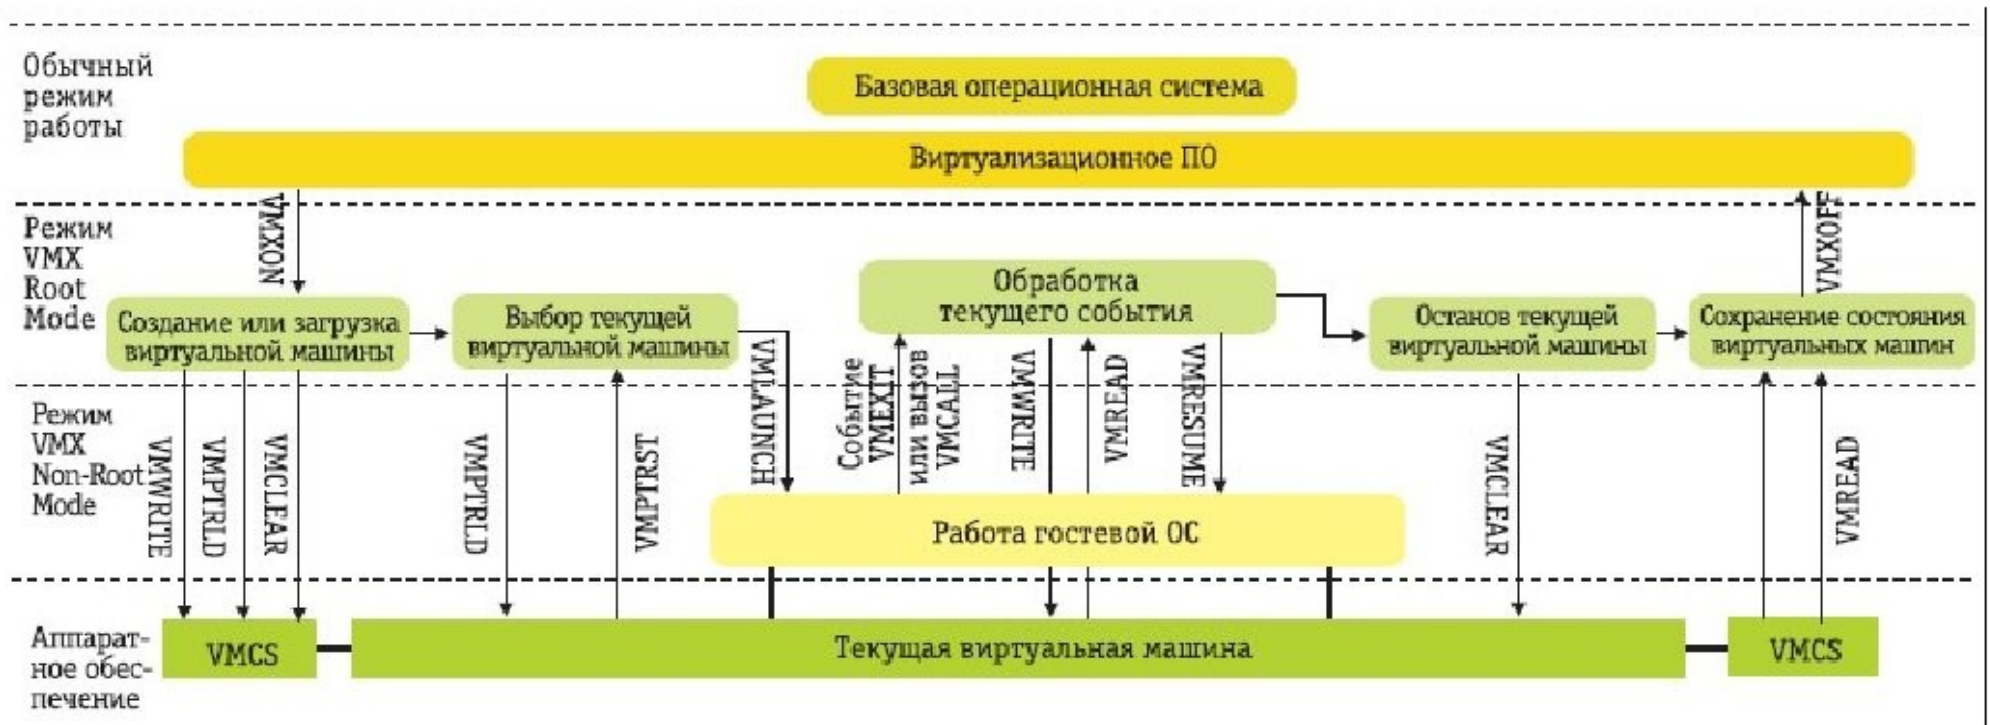 Обычный
режим
работы
Базовая операционная система
Виртуализационное ПО
Режим
VMX
Root
Mode
VMXON
VMXOFF
Создание или загрузка
виртуальной машины
Выбор текущей
виртуальной машины
Обработка
текущего события
Останов текущей
виртуальной машины
Сохранение состояния
виртуальных машин
Режим
VMX
Non-Root
Mode
VMWRITE
VMPTRLD
VMCLEAR
VMPTRLD
VMPTRST
VMLAUNCH
Событие
VMEXIT
или вызов
VMCALL
VMWRITE
VMREAD
VMRESUME
VMCLEAR
VMREAD
Работа гостевой ОС
Аппарат-
ное обес-
печение
VMCS
Текущая виртуальная машина
VMCS